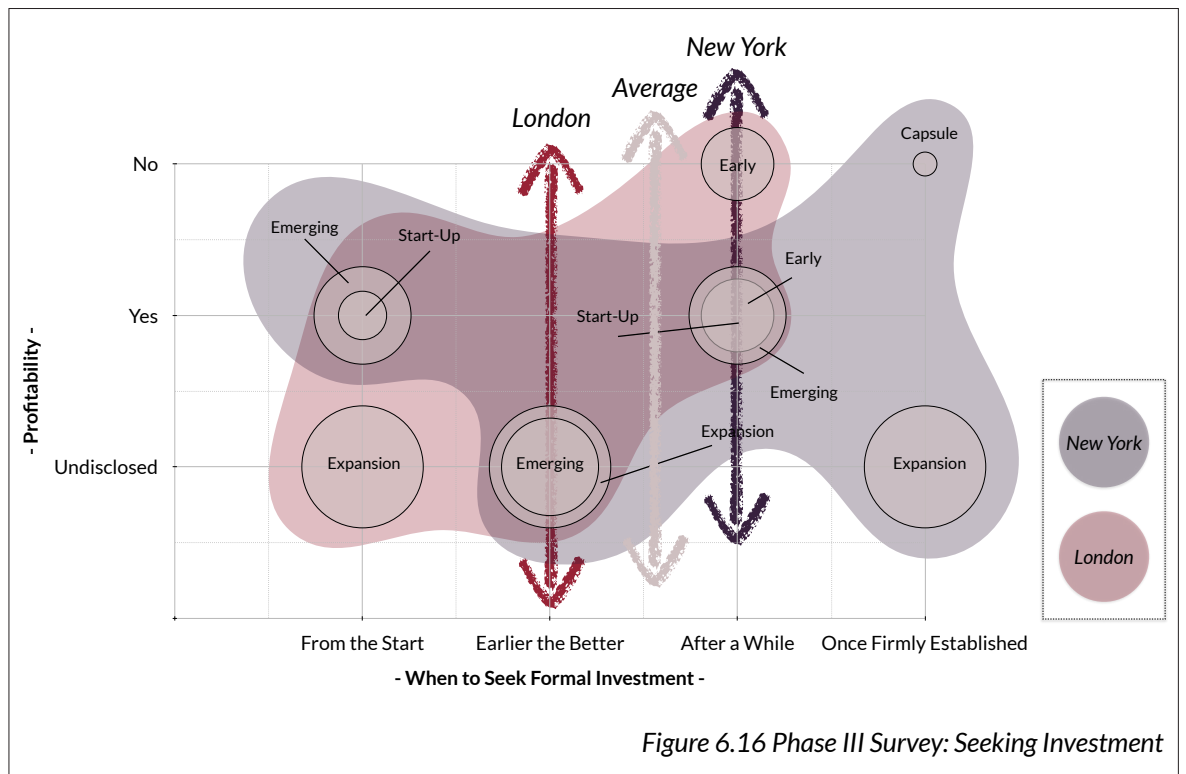 New York
Average
London
Capsule
No
Early
Emerging
Start-Up
Early
Yes
Start-Up
Emerging
Expansion
Undisclosed
Expansion
Emerging
Expansion
- Profitability -
From the Start
Earlier the Better
After a While
Once Firmly Established
- When to Seek Formal Investment -
New York
London
Figure 6.16 Phase III Survey: Seeking Investment